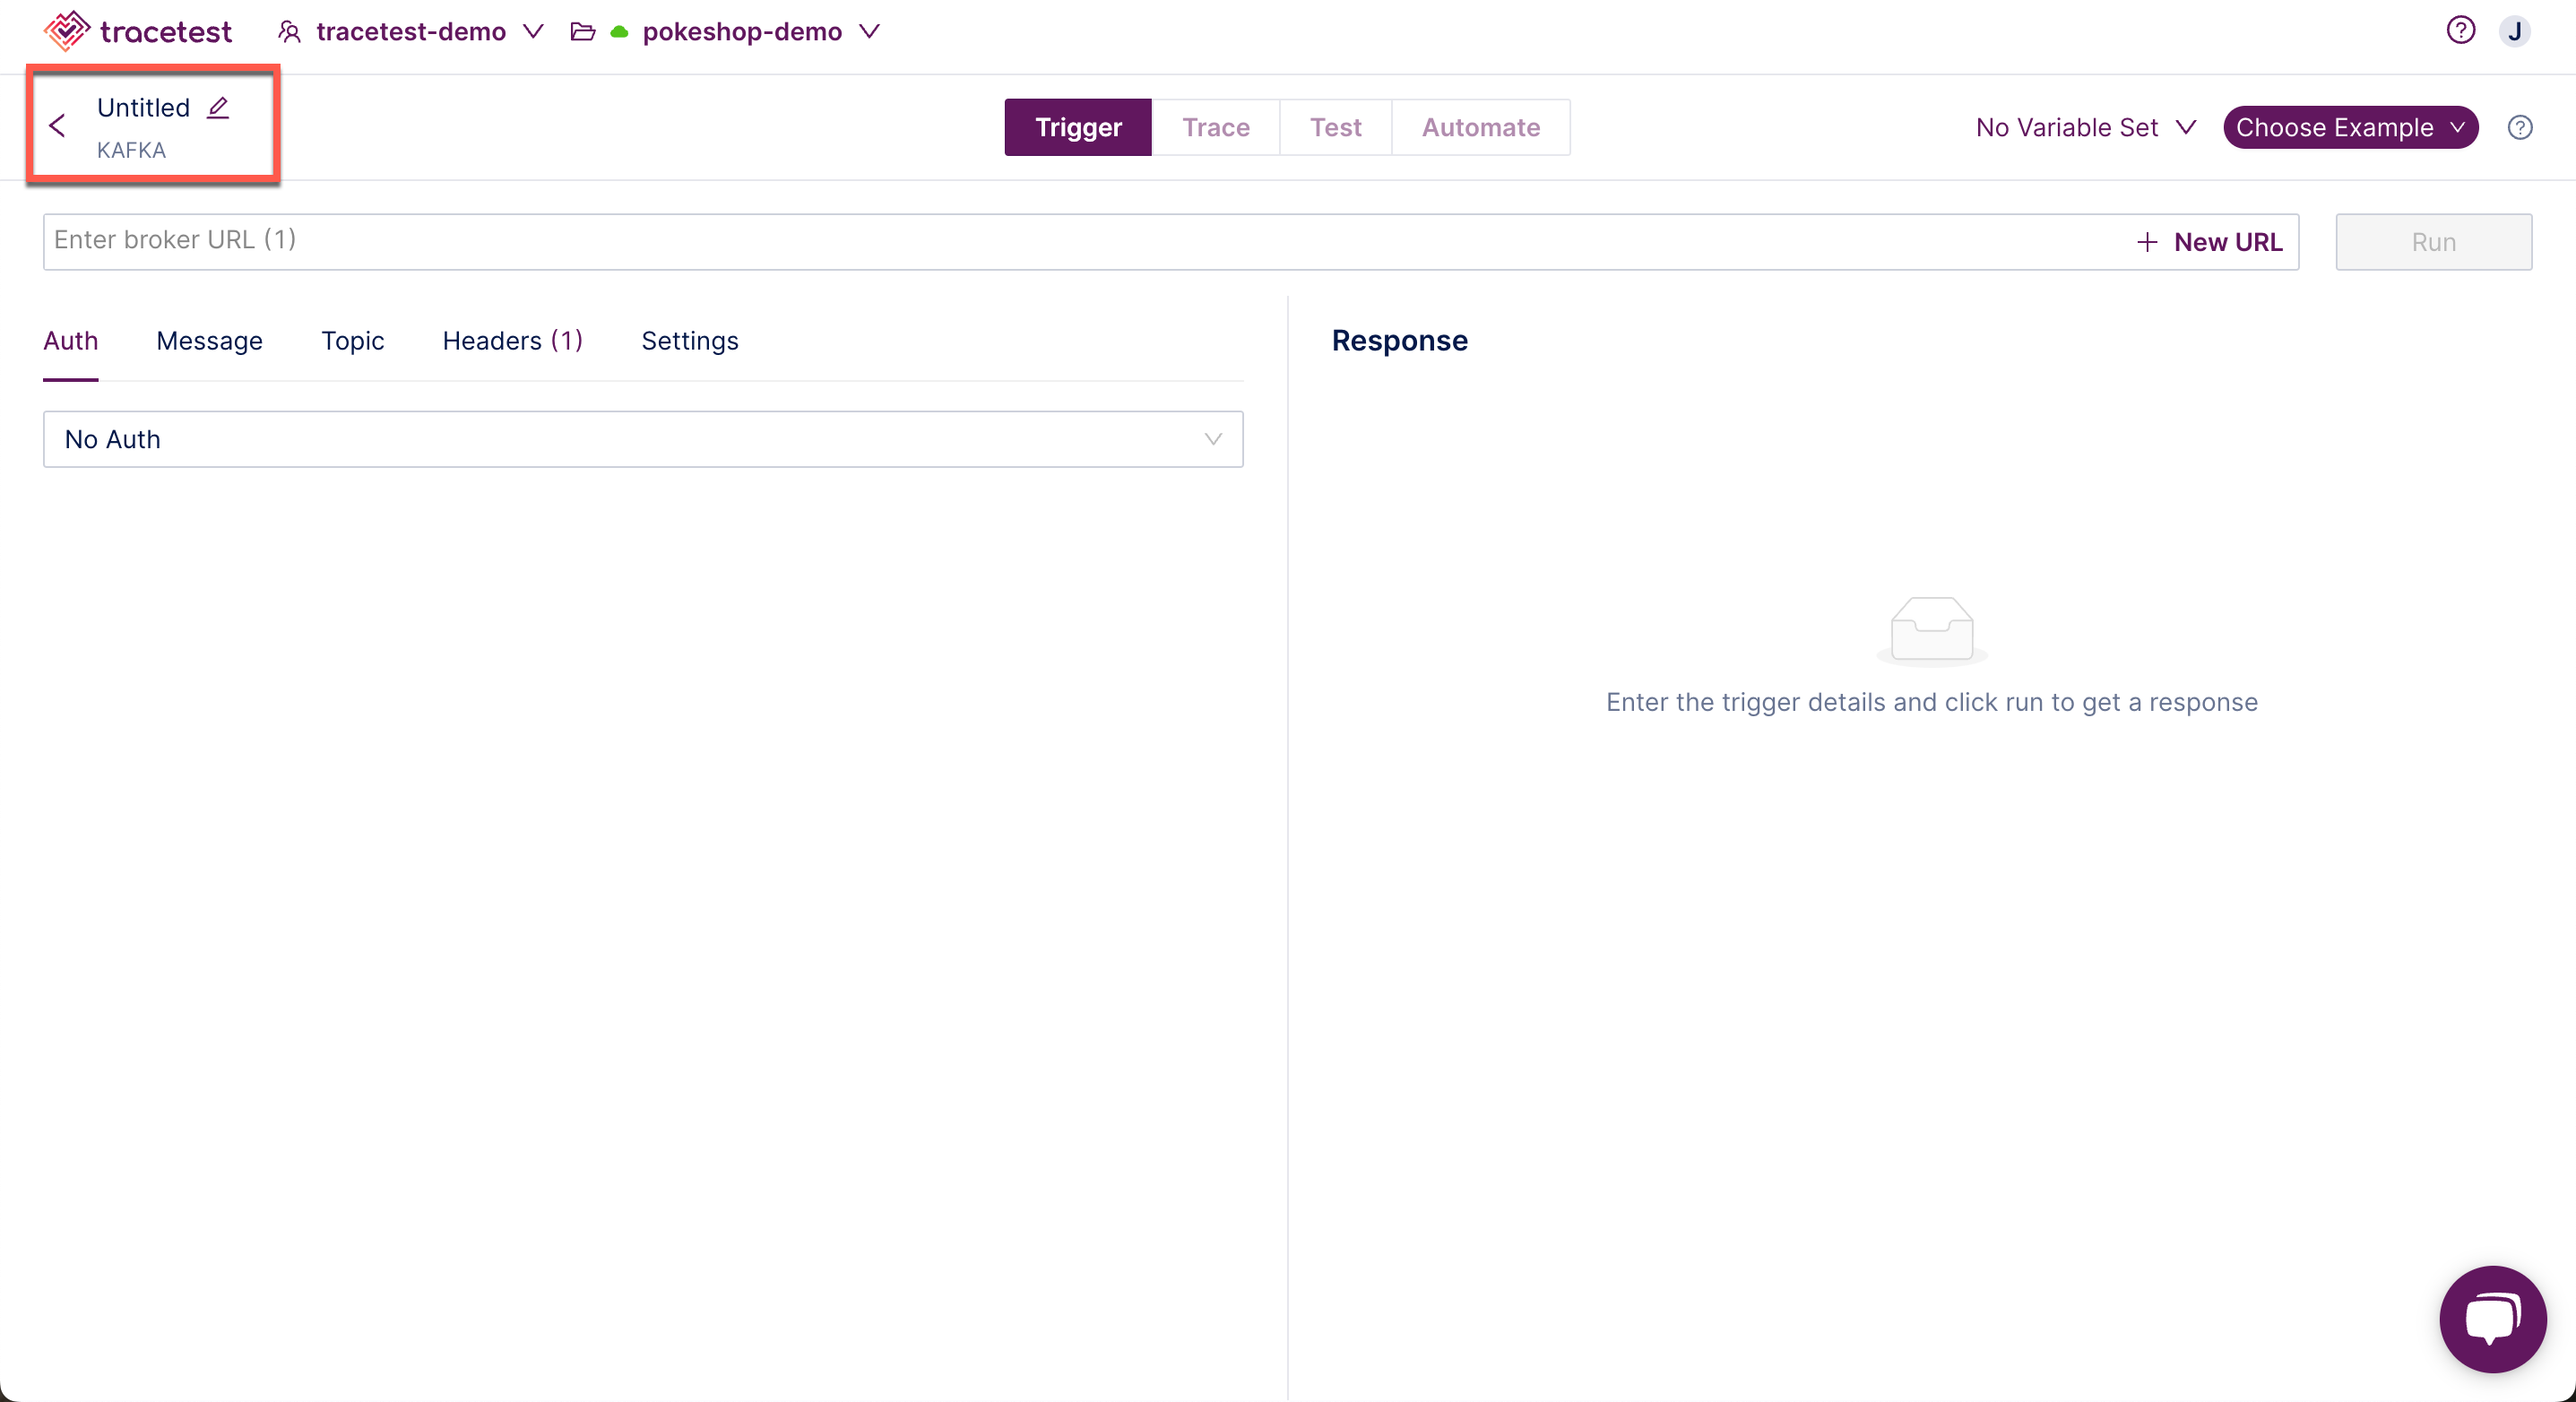 tracetest tracetest-demo pokeshop-demo J
Untitled
KAFKA
Trigger Trace Test Automate
No Variable Set Choose Example
Enter broker URL (1) New URL Run
Auth Message Topic Headers (1) Settings
No Auth
Response
Enter the trigger details and click run to get a response